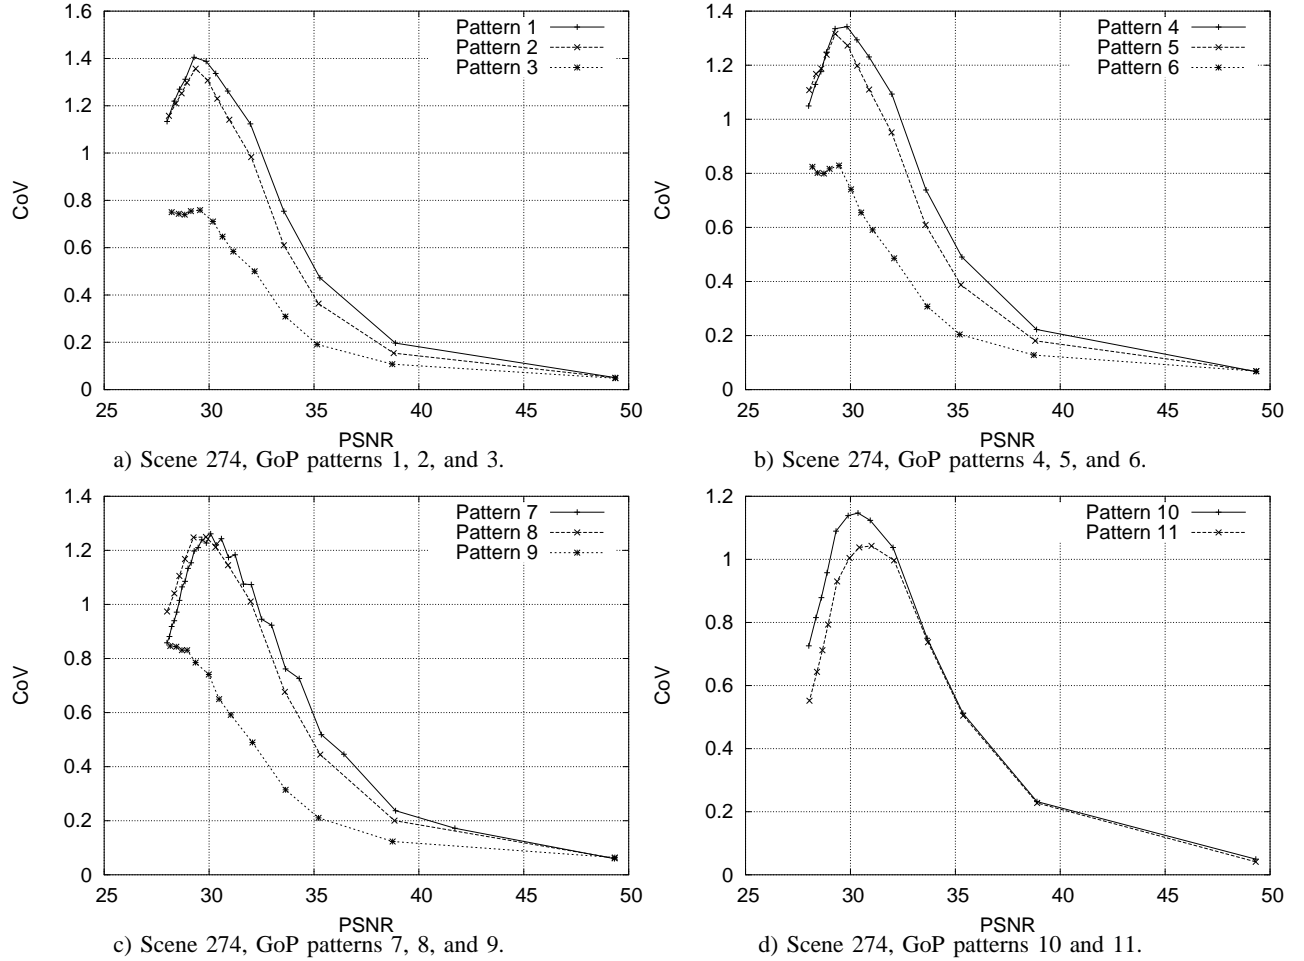 1.6
1.4
1.2
1
0.8
0.6
0.4
0.2
0
CoV
Pattern 1
Pattern 2
Pattern 3
25 30 35 40 45 50
PSNR
a) Scene 274, GoP patterns 1, 2, and 3.
1.4
1.2
1
0.8
0.6
0.4
0.2
0
CoV
Pattern 4
Pattern 5
Pattern 6
25 30 35 40 45 50
PSNR
b) Scene 274, GoP patterns 4, 5, and 6.
1.4
1.2
1
0.8
0.6
0.4
0.2
0
CoV
Pattern 7
Pattern 8
Pattern 9
25 30 35 40 45 50
PSNR
c) Scene 274, GoP patterns 7, 8, and 9.
1.2
1
0.8
0.6
0.4
0.2
0
CoV
Pattern 10
Pattern 11
25 30 35 40 45 50
PSNR
d) Scene 274, GoP patterns 10 and 11.